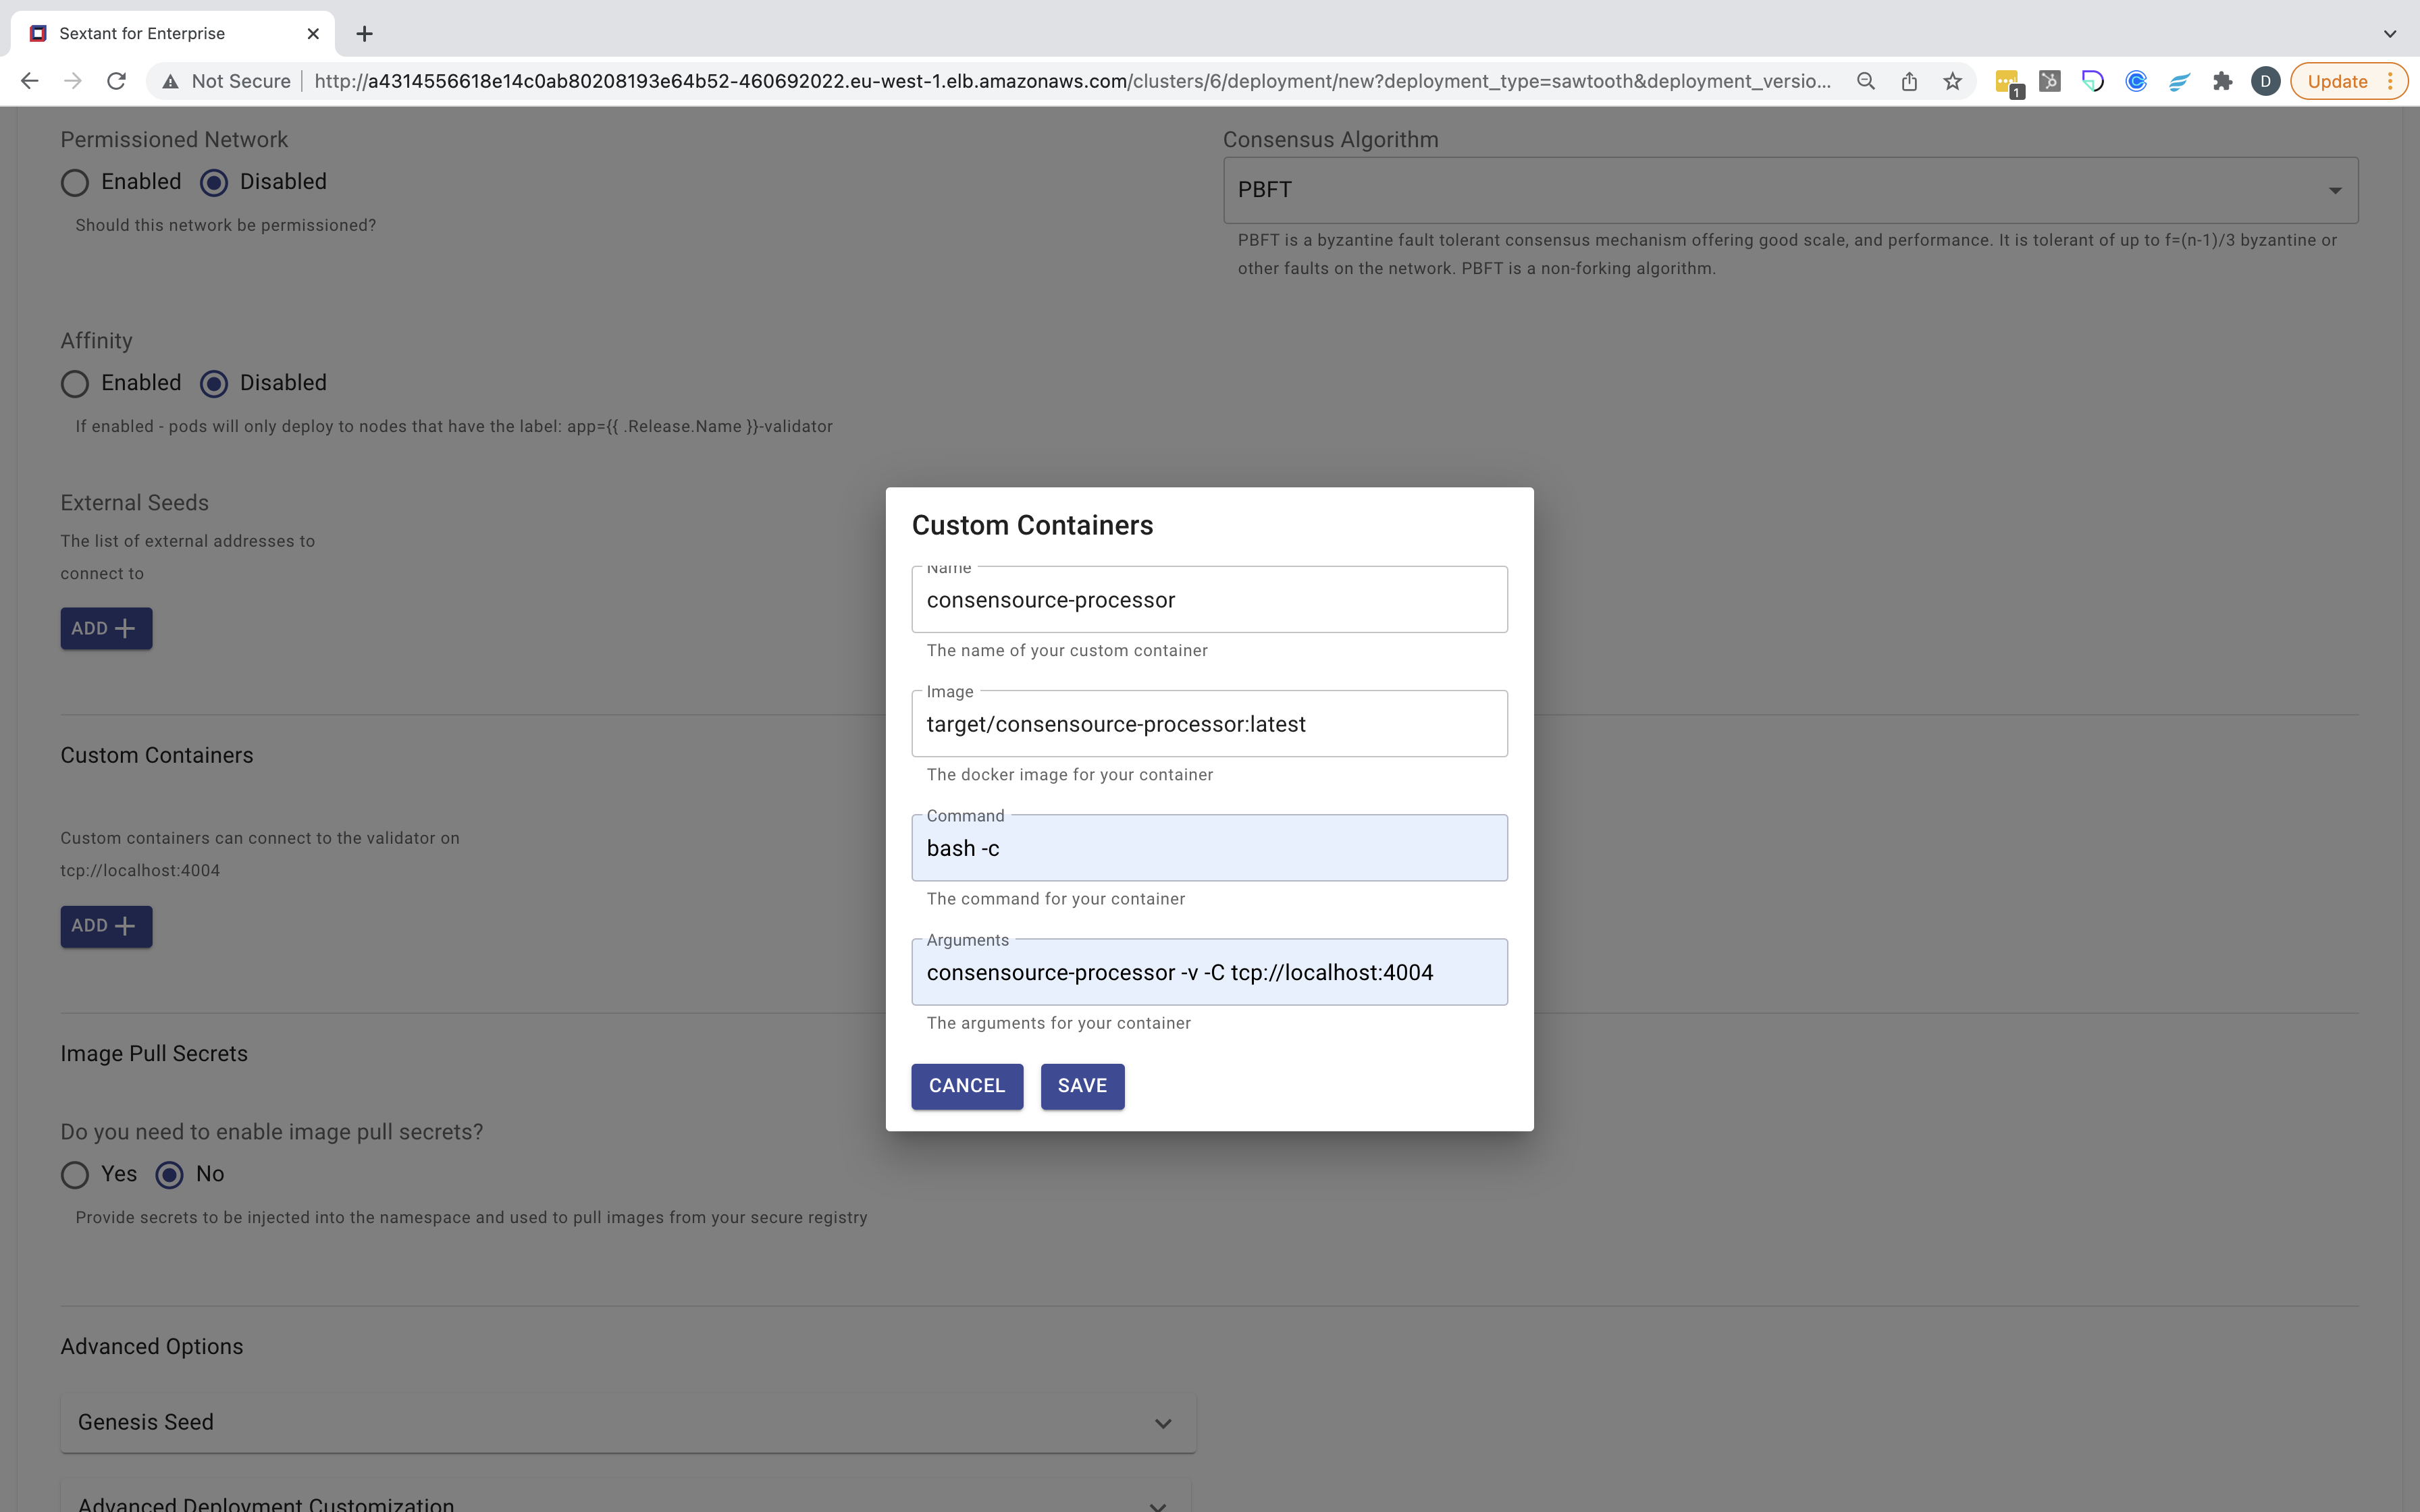 Sextant for Enterprise
Not Secure
http://a4314556618e14c0ab80208193e64b52-460692022.eu-west-1.elb.amazonaws.com/clusters/6/deployment/new?deployment_type=sawtooth&deployment_versio...
1
D
Update
Permissioned Network
Enabled
Disabled
Should this network be permissioned?
Consensus Algorithm
PBFT
PBFT is a byzantine fault tolerant consensus mechanism offering good scale, and performance. It is tolerant of up to f=(n-1)/3 byzantine or
other faults on the network. PBFT is a non-forking algorithm.
Affinity
Enabled
Disabled
If enabled - pods will only deploy to nodes that have the label: app={{ .Release.Name }}-validator
External Seeds
The list of external addresses to
connect to
ADD
Custom Containers
Custom containers can connect to the validator on
tcp://localhost:4004
ADD
Image Pull Secrets
Do you need to enable image pull secrets?
Yes
No
Provide secrets to be injected into the namespace and used to pull images from your secure registry
Advanced Options
Genesis Seed
Advanced Deployment Customization
Custom Containers
Name
consensource-processor
The name of your custom container
Image
target/consensource-processor:latest
The docker image for your container
Command
bash -c
The command for your container
Arguments
consensource-processor -v -C tcp://localhost:4004
The arguments for your container
CANCEL
SAVE